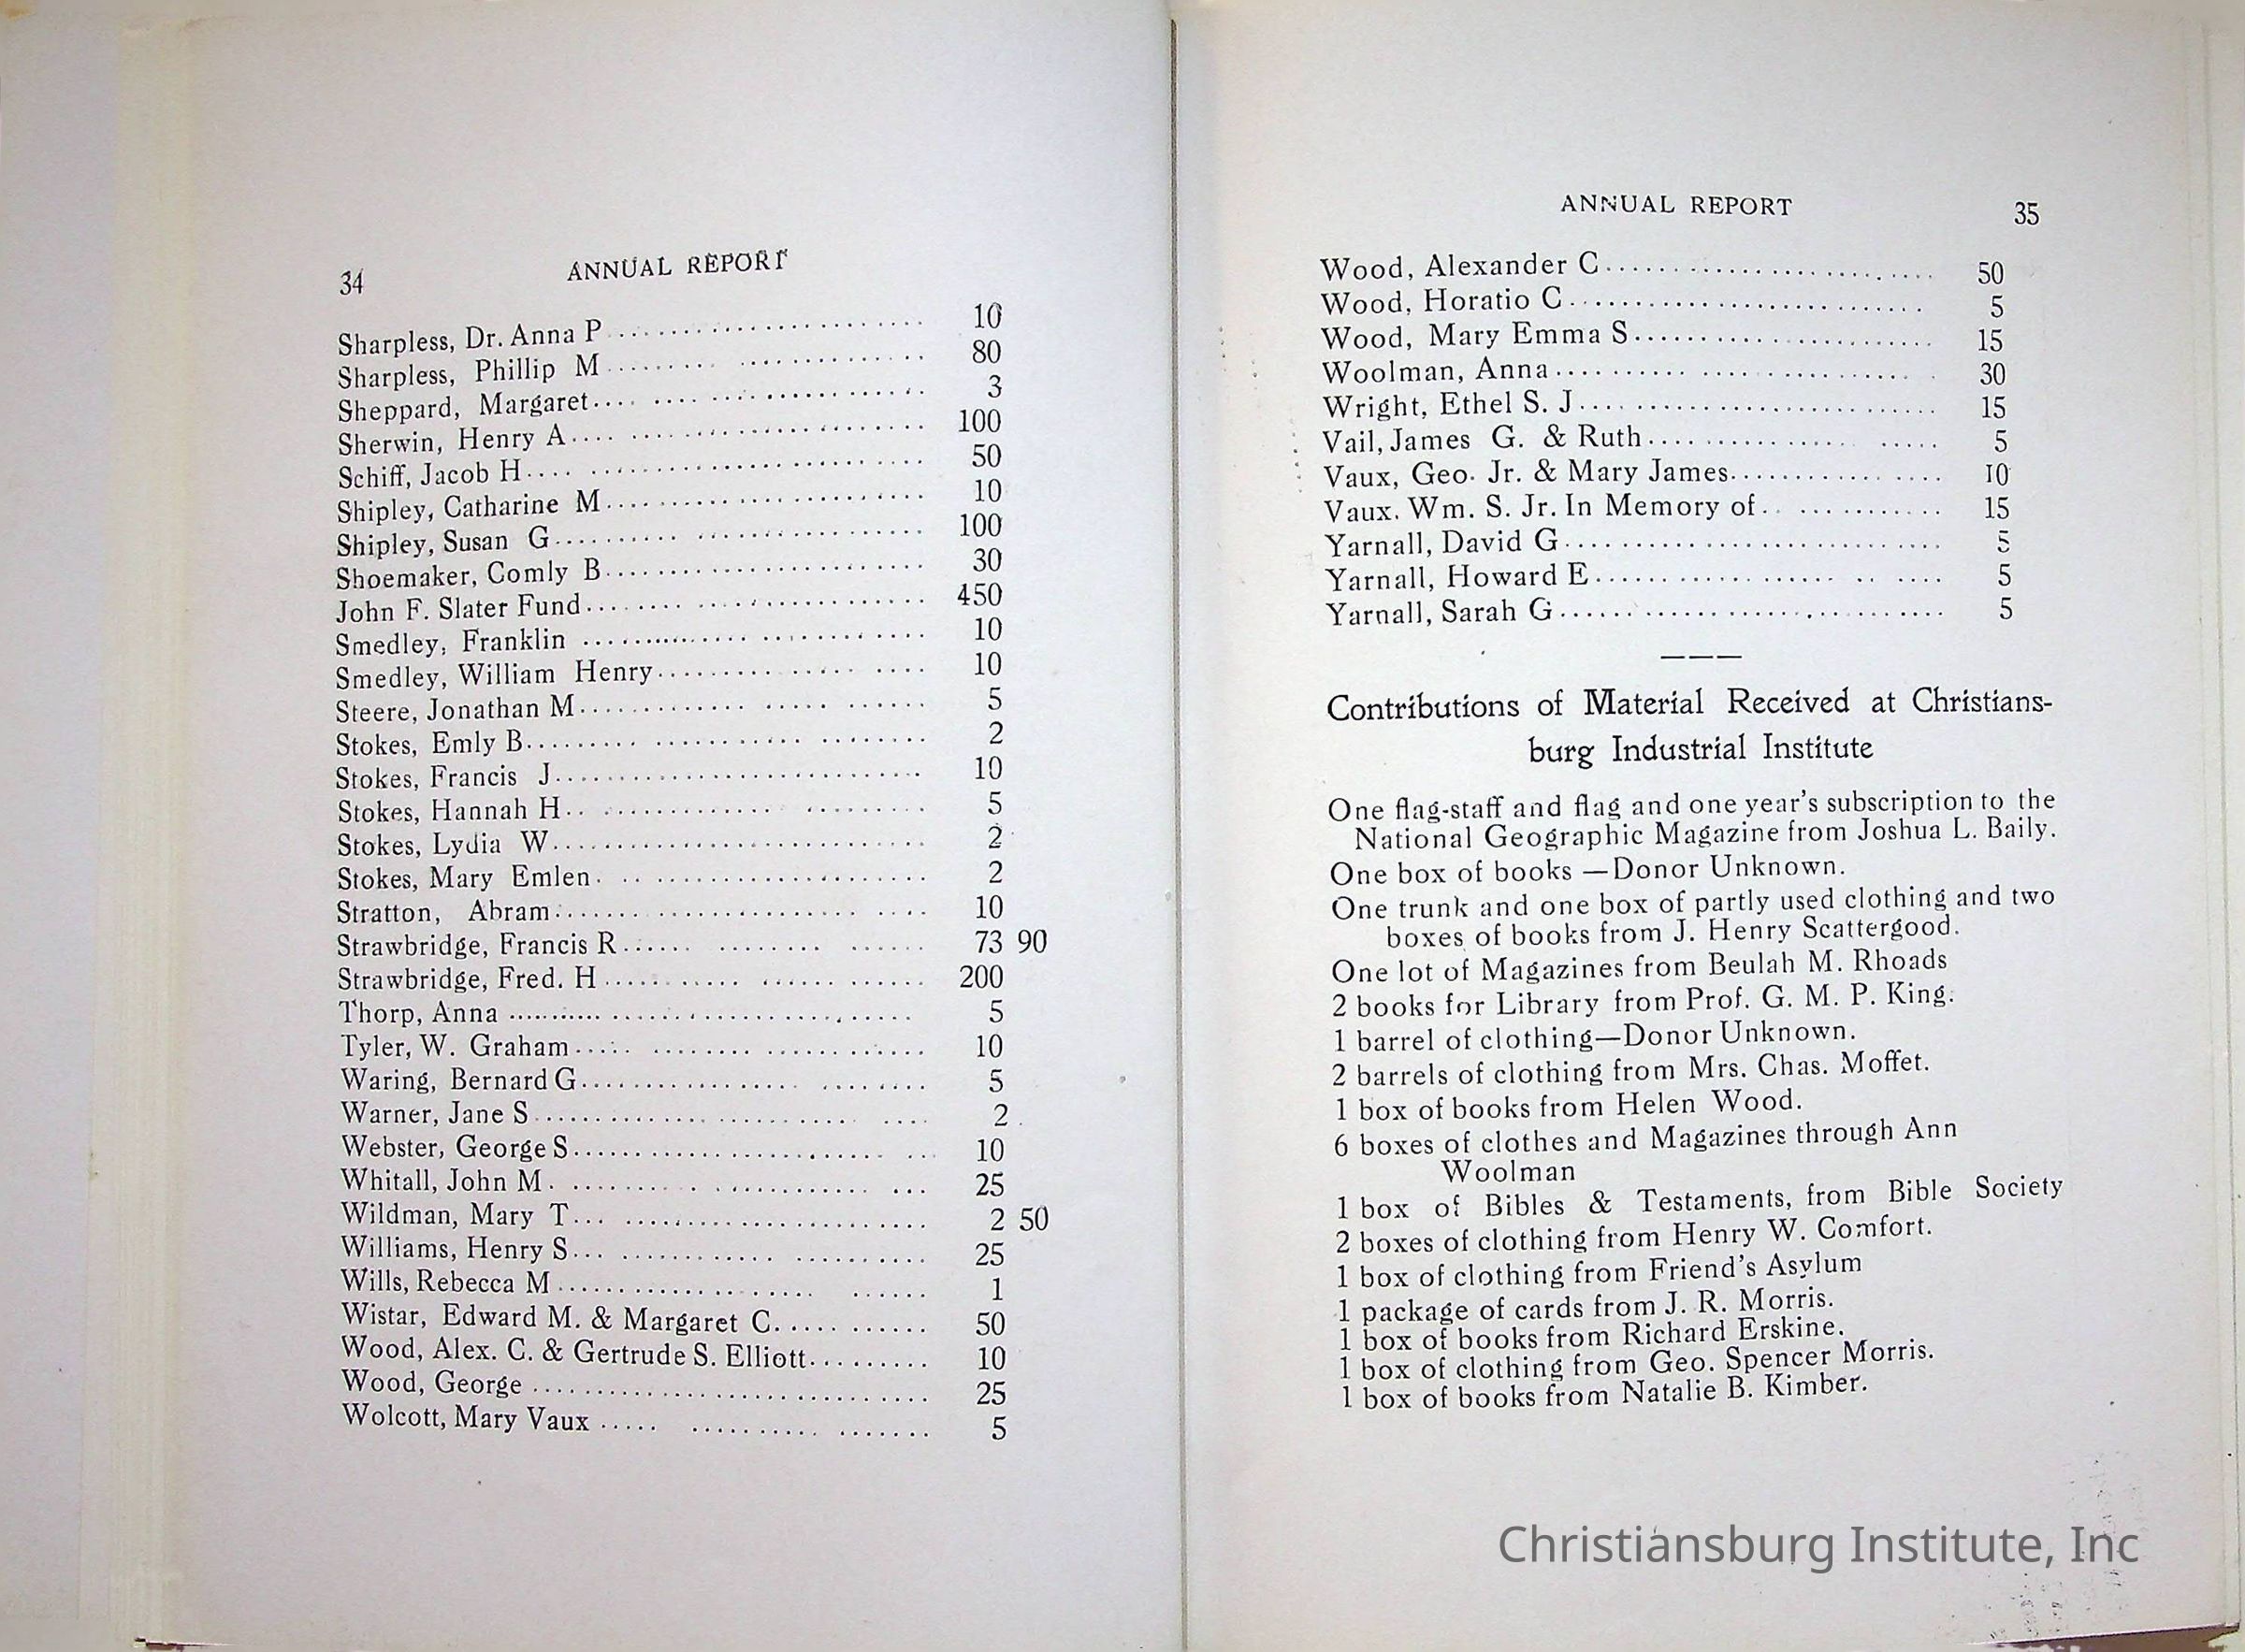 34 ANNUAL REPORT
Sharpless, Dr. Anna P 10
Sharpless, Phillip M 80
Sheppard, Margaret 3
Sherwin, Henry A 100
Schiff, Jacob H 50
Shipley, Catharine M 10
Shipley, Susan G 100
Shoemaker, Comly B 30
John F. Slater Fund 450
Smedley, Franklin 10
Smedley, William Henry 10
Steere, Jonathan M 5
Stokes, Emly B 2
Stokes, Francis J 10
Stokes, Hannah H 5
Stokes, Lydia W 2
Stokes, Mary Emlen 2
Stratton, Abram 10
Strawbridge, Francis R 73 90
Strawbridge, Fred. H 200
Thorp, Anna 5
Tyler, W. Graham 10
Waring, Bernard G 5
Warner, Jane S 2
Webster, George S 10
Whitall, John M 25
Wildman, Mary T 2 50
Williams, Henry S 25
Wills, Rebecca M 1
Wistar, Edward M. & Margaret C. 50
Wood, Alex. C. & Gertrude S. Elliott 10
Wood, George 25
Wolcott, Mary Vaux 5
ANNUAL REPORT 35
Wood, Alexander C 50
Wood, Horatio C 5
Wood, Mary Emma S 15
Woolman, Anna 30
Wright, Ethel S. J 15
Vail, James G. & Ruth 5
Vaux, Geo. Jr. & Mary James 10
Vaux. Wm. S. Jr. In Memory of 15
Yarnall, David G 5
Yarnall, Howard E 5
Yarnall, Sarah G 5
Contributions of Material Received at Christians-
burg Industrial Institute
One flag-staff and flag and one year's subscription to the
National Geographic Magazine from Joshua L. Baily.
One box of books —Donor Unknown.
One trunk and one box of partly used clothing and two
boxes of books from J. Henry Scattergood.
One lot of Magazines from Beulah M. Rhoads
2 books for Library from Prof. G. M. P. King.
1 barrel of clothing—Donor Unknown.
2 barrels of clothing from Mrs. Chas. Moffet.
1 box of books from Helen Wood.
6 boxes of clothes and Magazines through Ann
Woolman
1 box of Bibles & Testaments, from Bible Society
2 boxes of clothing from Henry W. Comfort.
1 box of clothing from Friend's Asylum
1 package of cards from J. R. Morris.
1 box of books from Richard Erskine.
1 box of clothing from Geo. Spencer Morris.
1 box of books from Natalie B. Kimber.
Christiansburg Institute, Inc